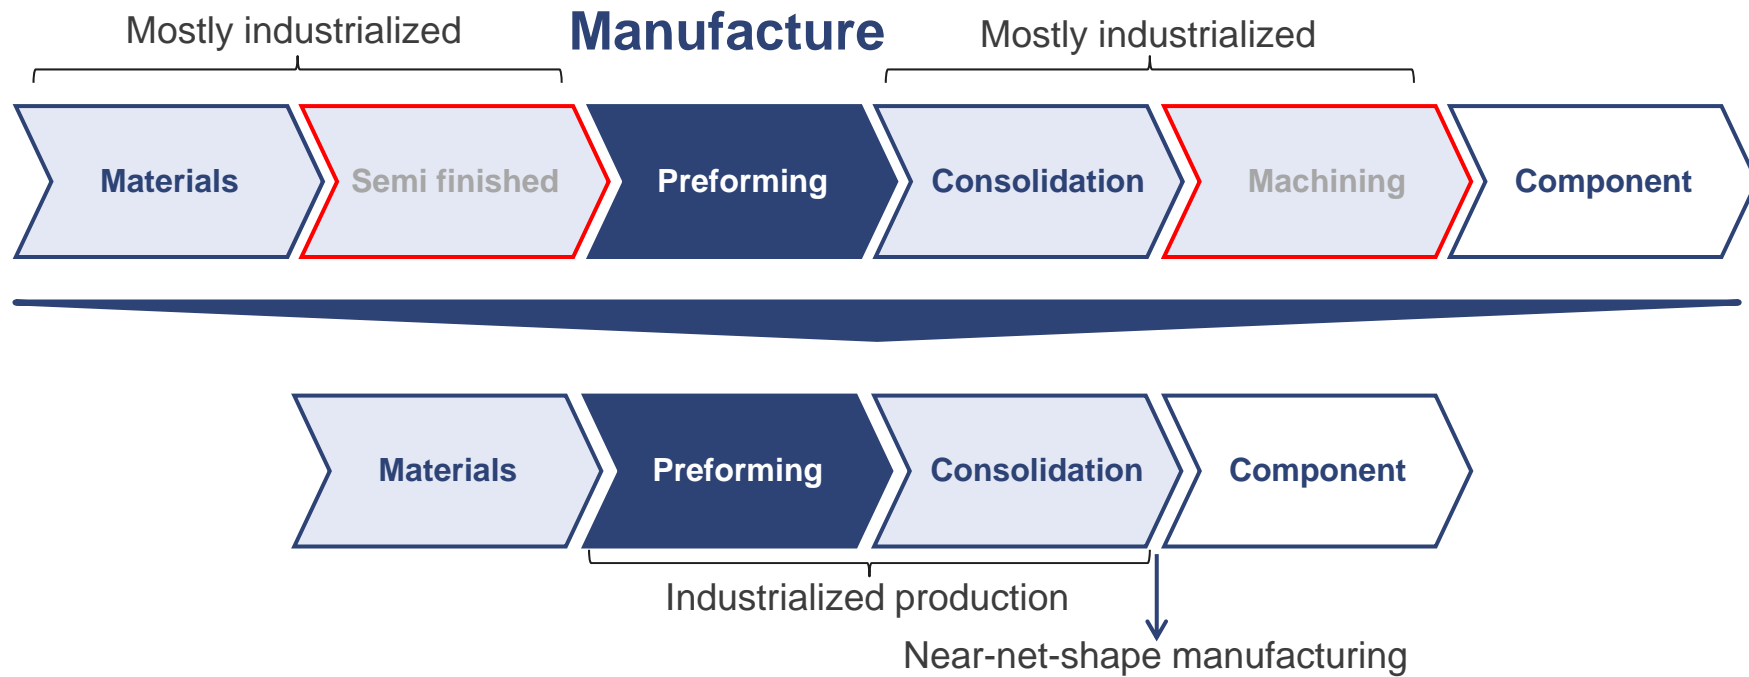 Mostly industrialized
Manufacture
Mostly industrialized
Materials
Semi finished
Preforming
Consolidation
Machining
Component
Materials
Preforming
Consolidation
Component
Industrialized production
Near-net-shape manufacturing